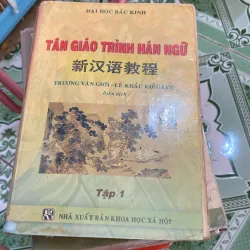 ĐẠI HỌC BẮC KINH
TÂN GIÁO TRÌNH HÁN NGỮ
新汉语教程
TRƯƠNG VĂN GIỚI - LÊ KHẮC KIỀU LỤC
Tập 1
NHÀ XUẤT BẢN KHOA HỌC XÃ HỘI